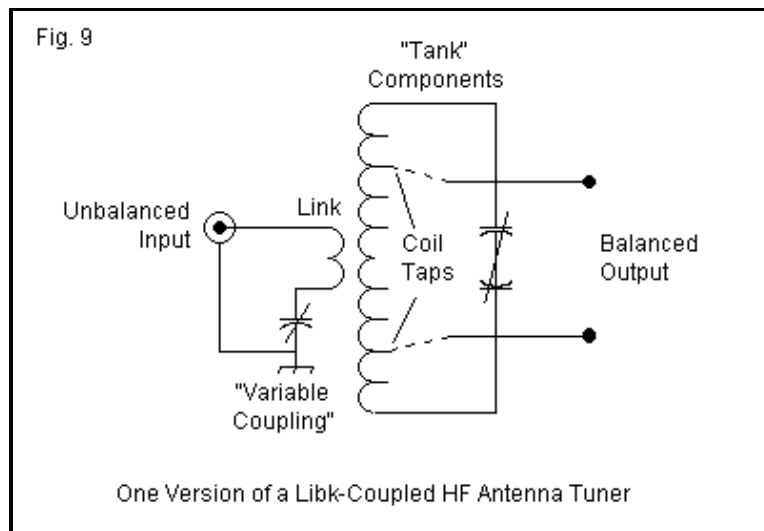 Fig. 9
"Tank"
Components
Unbalanced
Input
Link
Coil
Taps
Balanced
Output
"Variable
Coupling"
One Version of a Libk-Coupled HF Antenna Tuner